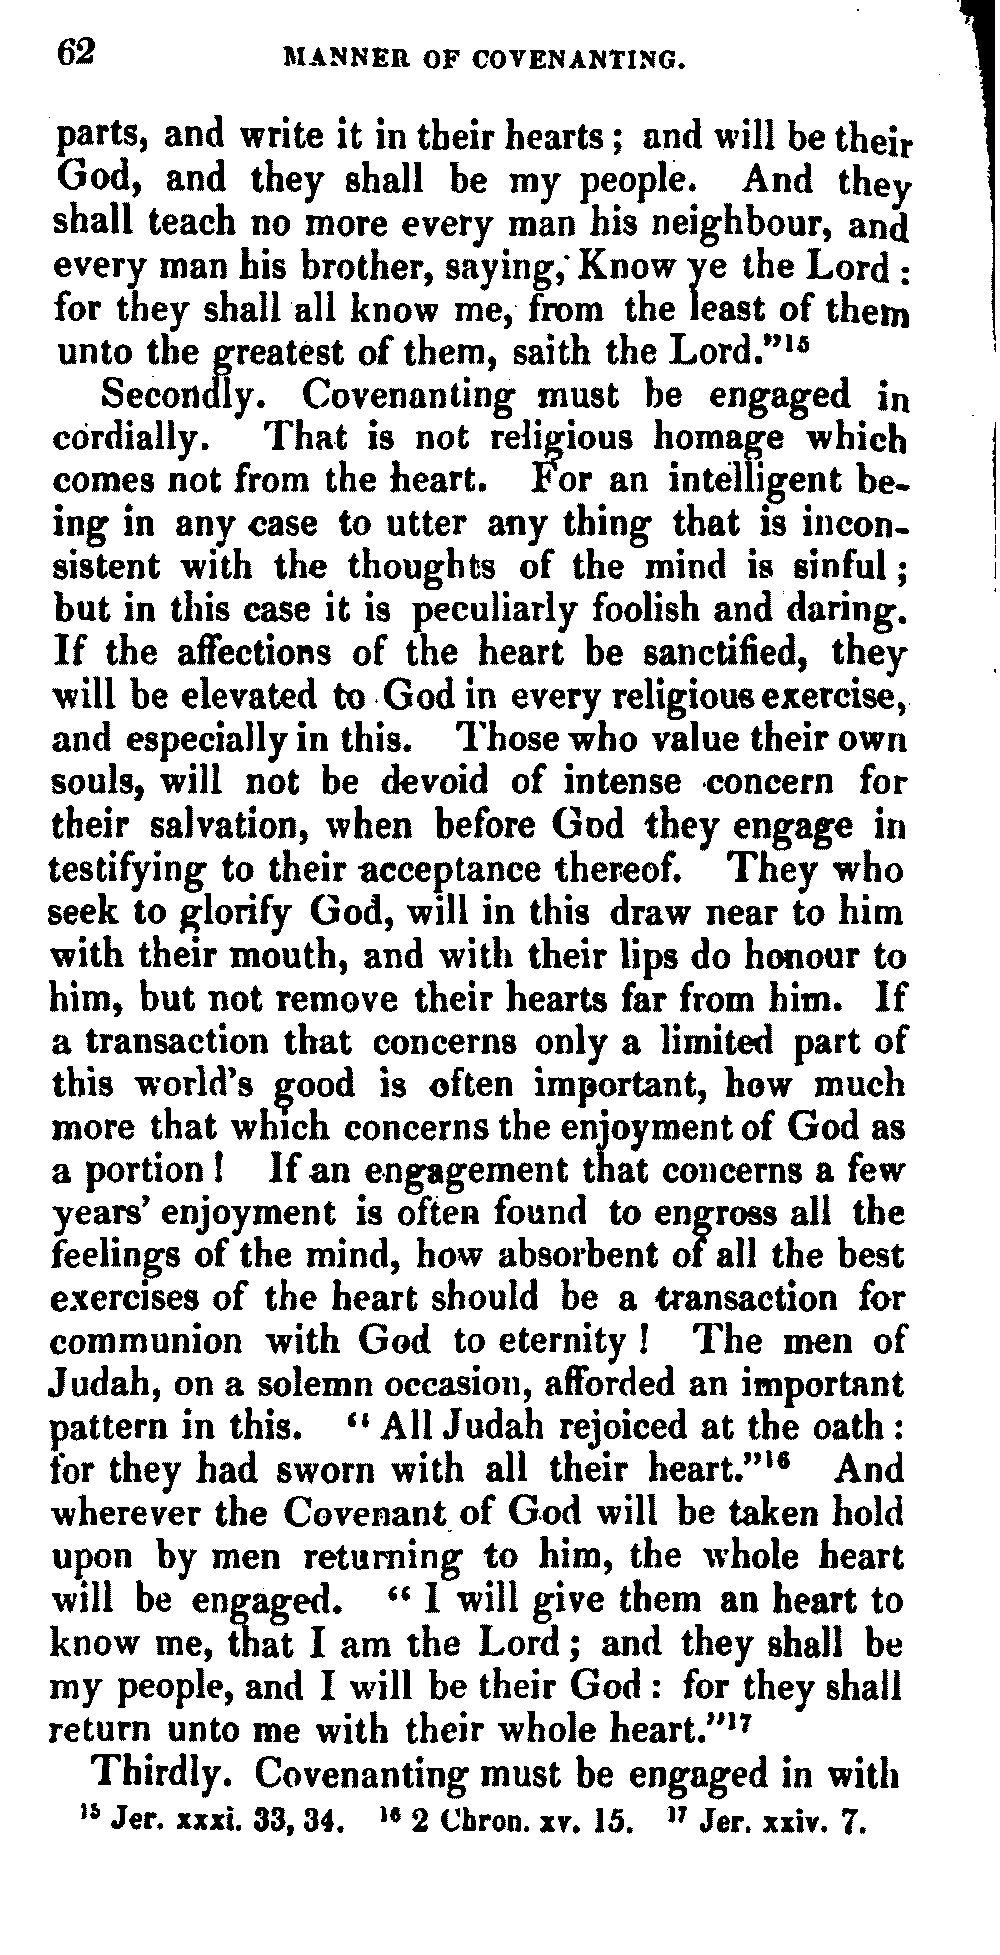 62 MANNER OF COVENANTING.
parts, and write it in their hearts; and will be their
God, and they shall be my people. And they
shall teach no more every man his neighbour, and
every man his brother, saying, Know ye the Lord:
for they shall all know me, from the least of them
unto the greatest of them, saith the Lord."¹⁵
Secondly. Covenanting must be engaged in
cordially. That is not religious homage which
comes not from the heart. For an intelligent be-
ing in any case to utter any thing that is incon-
sistent with the thoughts of the mind is sinful;
but in this case it is peculiarly foolish and daring.
If the affections of the heart be sanctified, they
will be elevated to God in every religious exercise,
and especially in this. Those who value their own
souls, will not be devoid of intense concern for
their salvation, when before God they engage in
testifying to their acceptance thereof. They who
seek to glorify God, will in this draw near to him
with their mouth, and with their lips do honour to
him, but not remove their hearts far from him. If
a transaction that concerns only a limited part of
this world's good is often important, how much
more that which concerns the enjoyment of God as
a portion! If an engagement that concerns a few
years' enjoyment is often found to engross all the
feelings of the mind, how absorbent of all the best
exercises of the heart should be a transaction for
communion with God to eternity! The men of
Judah, on a solemn occasion, afforded an important
pattern in this. "All Judah rejoiced at the oath:
for they had sworn with all their heart."¹⁶ And
wherever the Covenant of God will be taken hold
upon by men returning to him, the whole heart
will be engaged. "I will give them an heart to
know me, that I am the Lord; and they shall be
my people, and I will be their God: for they shall
return unto me with their whole heart."¹⁷
Thirdly. Covenanting must be engaged in with
¹⁵ Jer. xxxi. 33, 34. ¹⁶ 2 Chron. xv. 15. ¹⁷ Jer. xxiv. 7.